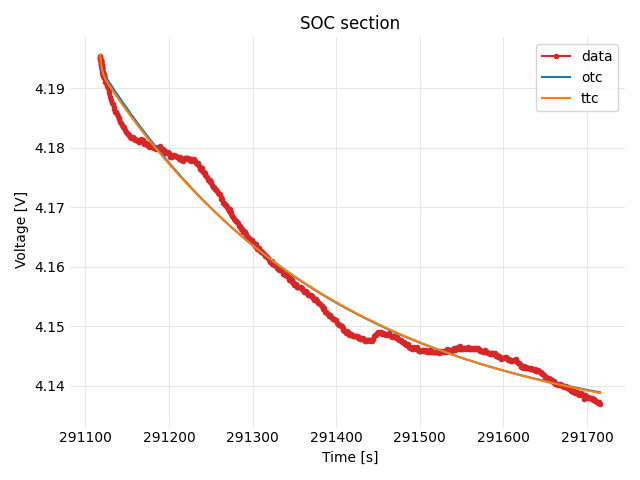 SOC section
data
otc
ttc
4.19
4.18
4.17
4.16
4.15
4.14
Voltage [V]
291100 291200 291300 291400 291500 291600 291700
Time [s]